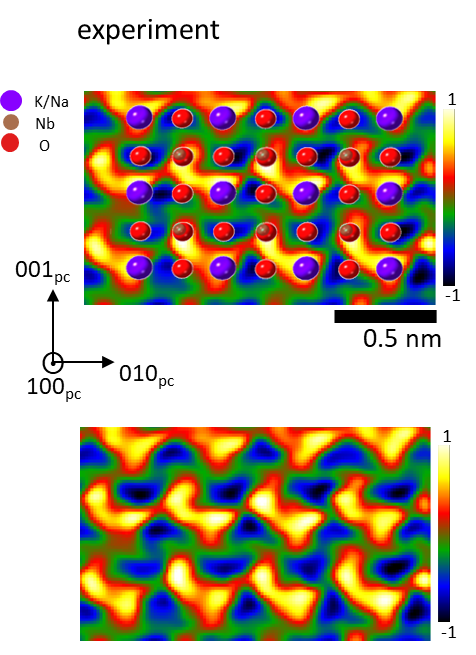 experiment
K/Na
Nb
O
1
-1
0.5 nm
001pc
010pc
100pc
1
-1